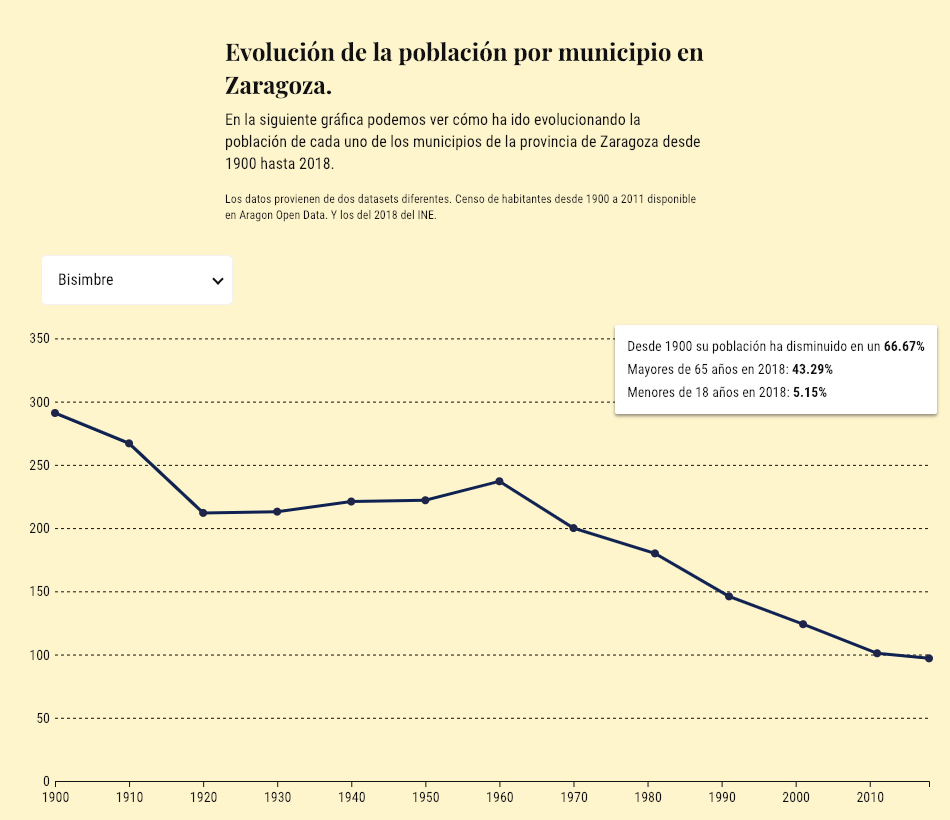 Evolución de la población por municipio en
Zaragoza.
En la siguiente gráfica podemos ver cómo ha ido evolucionando la
población de cada uno de los municipios de la provincia de Zaragoza desde
1900 hasta 2018.
Los datos provienen de dos datasets diferentes. Censo de habitantes desde 1900 a 2011 disponible
en Aragon Open Data. Y los del 2018 del INE.
Bisimbre
Desde 1900 su población ha disminuido en un 66.67%
Mayores de 65 años en 2018: 43.29%
Menores de 18 años en 2018: 5.15%
350
300
250
200
150
100
50
0
1900 1910 1920 1930 1940 1950 1960 1970 1980 1990 2000 2010